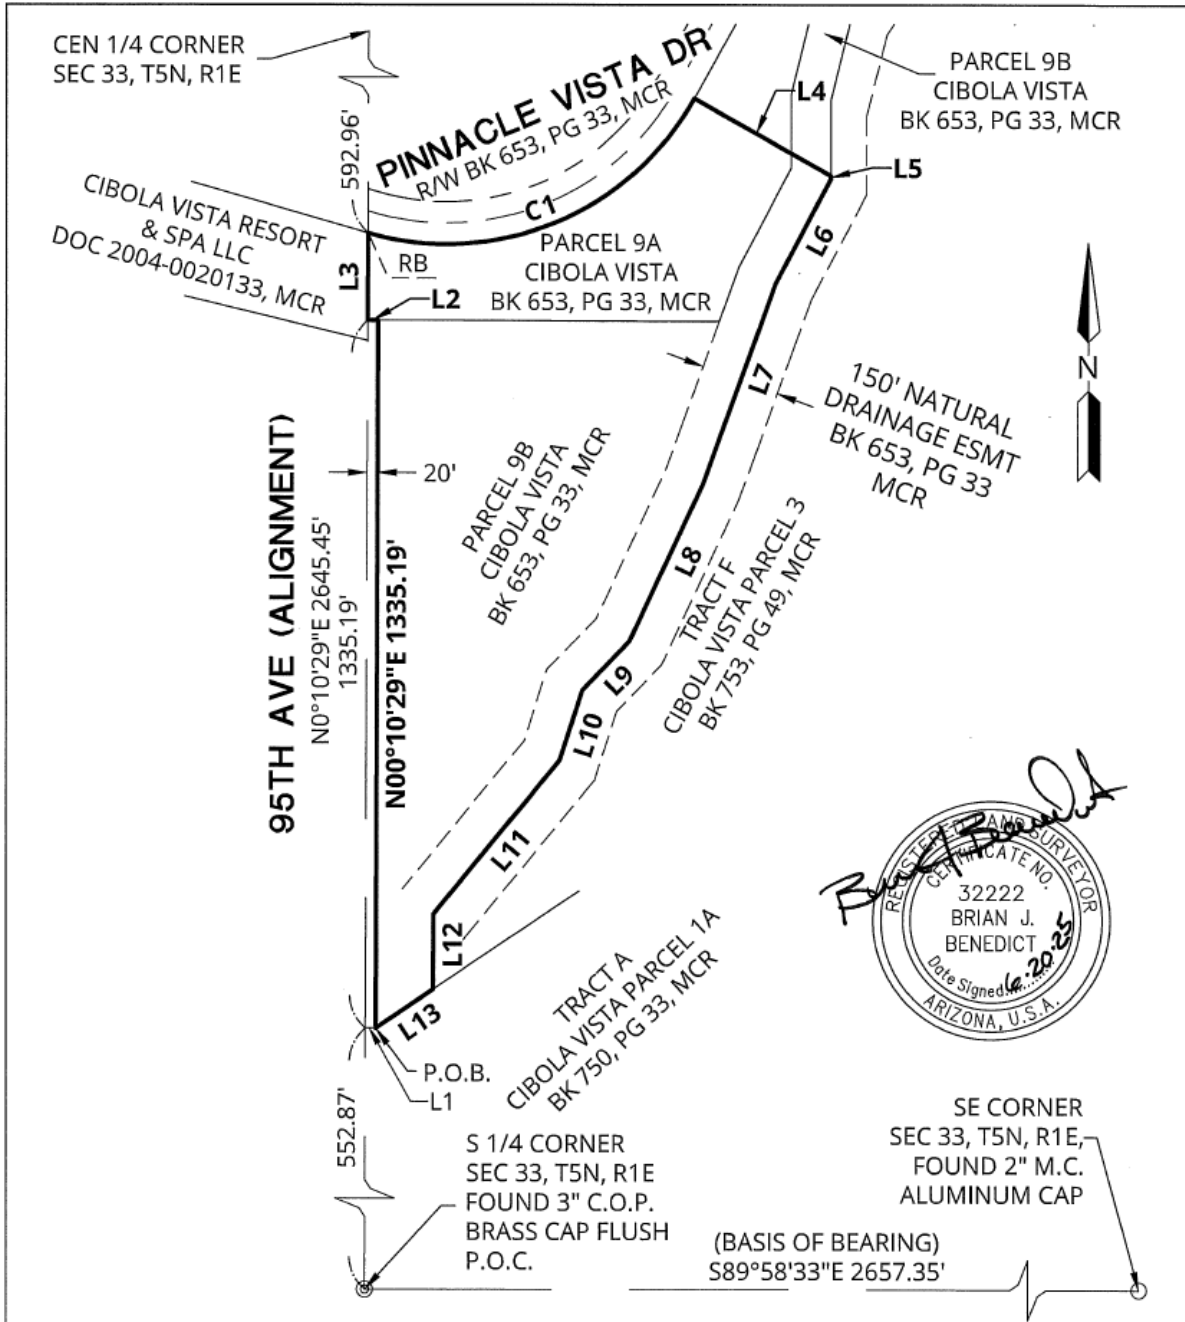 CEN 1/4 CORNER
SEC 33, T5N, R1E
592.96'
PINNACLE VISTA DR
R/W BK 653, PG 33, MCR
C1
L4
PARCEL 9B
CIBOLA VISTA
BK 653, PG 33, MCR
L5
CIBOLA VISTA RESORT
& SPA LLC
DOC 2004-0020133, MCR
L3
RB
L2
PARCEL 9A
CIBOLA VISTA
BK 653, PG 33, MCR
L6
N
L7
150' NATURAL
DRAINAGE ESMT
BK 653, PG 33
MCR
95TH AVE (ALIGNMENT)
N0°10'29"E 2645.45'
1335.19'
N00°10'29"E 1335.19'
20'
PARCEL 9B
CIBOLA VISTA
BK 653, PG 33, MCR
L8
TRACT F
CIBOLA VISTA PARCEL 3
BK 753, PG 49, MCR
L9
L10
L11
L12
L13
TRACT A
CIBOLA VISTA PARCEL 1A
BK 750, PG 33, MCR
REGISTERED LAND SURVEYOR
CERTIFICATE NO.
32222
BRIAN J.
BENEDICT
Date Signed 6·20·25
ARIZONA, U.S.A.
P.O.B.
L1
552.87'
S 1/4 CORNER
SEC 33, T5N, R1E
FOUND 3" C.O.P.
BRASS CAP FLUSH
P.O.C.
SE CORNER
SEC 33, T5N, R1E,
FOUND 2" M.C.
ALUMINUM CAP
(BASIS OF BEARING)
S89°58'33"E 2657.35'